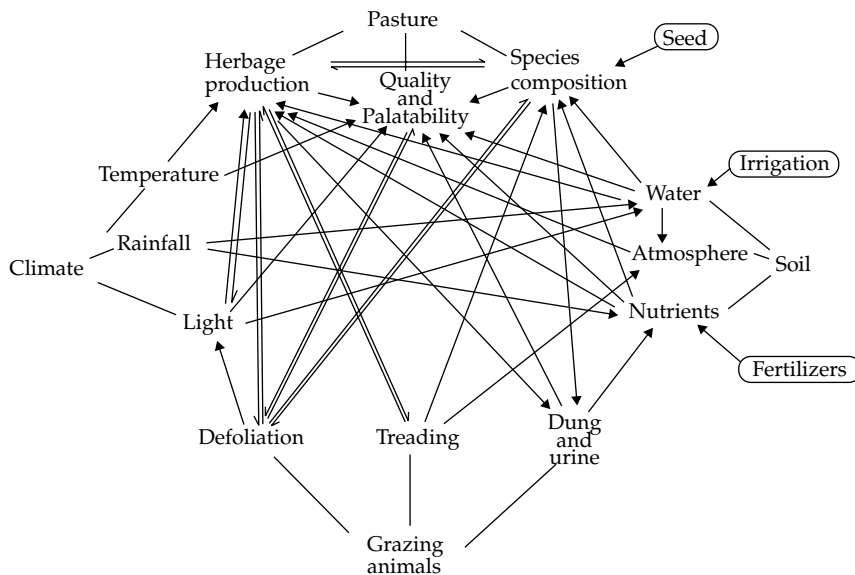 Pasture
Herbage
production
Species
composition
Seed
Quality
and
Palatability
Temperature
Water
Irrigation
Rainfall
Atmosphere
Climate
Soil
Light
Nutrients
Fertilizers
Defoliation
Treading
Dung
and
urine
Grazing
animals